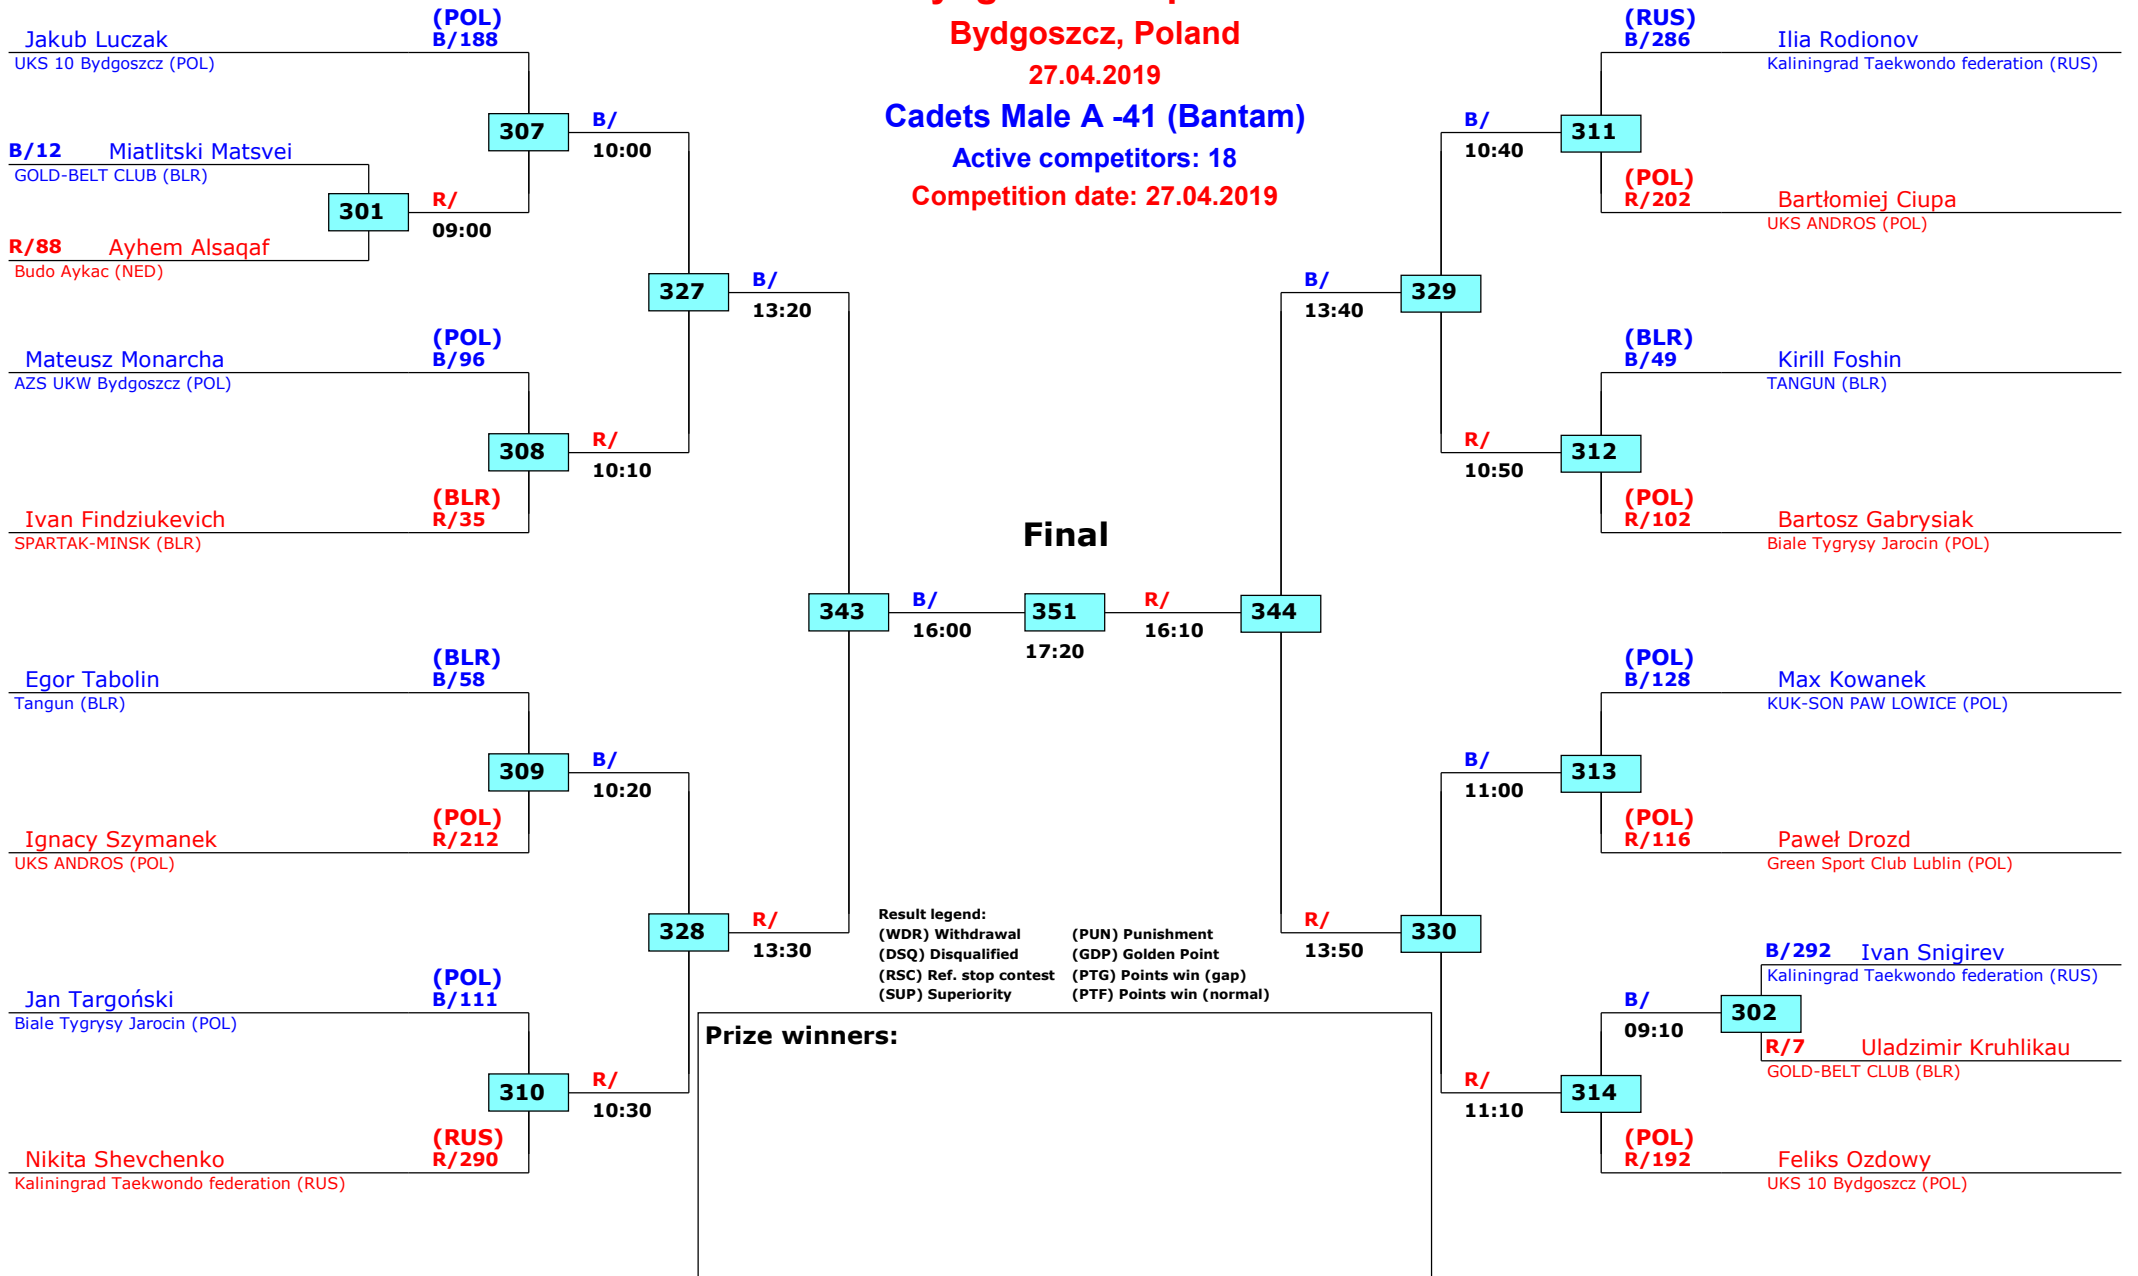 Bydgoszcz, Poland
27.04.2019
Cadets Male A -41 (Bantam)
Active competitors: 18
Competition date: 27.04.2019
(POL)
Jakub Luczak B/188
UKS 10 Bydgoszcz (POL)
307 B/
10:00
B/12 Miatlitski Matsvei
GOLD-BELT CLUB (BLR)
301 R/
09:00
R/88 Ayhem Alsaqaf
Budo Aykac (NED)
327 B/
13:20
(POL)
Mateusz Monarcha B/96
AZS UKW Bydgoszcz (POL)
308 R/
10:10
(BLR)
Ivan Findziukevich R/35
SPARTAK-MINSK (BLR)
(BLR)
Egor Tabolin B/58
Tangun (BLR)
309 B/
10:20
(POL)
Ignacy Szymanek R/212
UKS ANDROS (POL)
328 R/
13:30
(POL)
Jan Targoński B/111
Biale Tygrysy Jarocin (POL)
310 R/
10:30
(RUS)
Nikita Shevchenko R/290
Kaliningrad Taekwondo federation (RUS)
Final
343 B/
16:00
351
17:20
R/ 344
16:10
(RUS)
B/286 Ilia Rodionov
Kaliningrad Taekwondo federation (RUS)
B/ 311
10:40
(POL)
R/202 Bartłomiej Ciupa
UKS ANDROS (POL)
B/ 329
13:40
(BLR)
B/49 Kirill Foshin
TANGUN (BLR)
R/ 312
10:50
(POL)
R/102 Bartosz Gabrysiak
Biale Tygrysy Jarocin (POL)
(POL)
B/128 Max Kowanek
KUK-SON PAW LOWICE (POL)
B/ 313
11:00
(POL)
R/116 Paweł Drozd
Green Sport Club Lublin (POL)
R/ 330
13:50
B/292 Ivan Snigirev
Kaliningrad Taekwondo federation (RUS)
B/ 302
09:10
R/7 Uladzimir Kruhlikau
GOLD-BELT CLUB (BLR)
R/ 314
11:10
(POL)
R/192 Feliks Ozdowy
UKS 10 Bydgoszcz (POL)
Result legend:
(WDR) Withdrawal (PUN) Punishment
(DSQ) Disqualified (GDP) Golden Point
(RSC) Ref. stop contest (PTG) Points win (gap)
(SUP) Superiority (PTF) Points win (normal)
Prize winners: